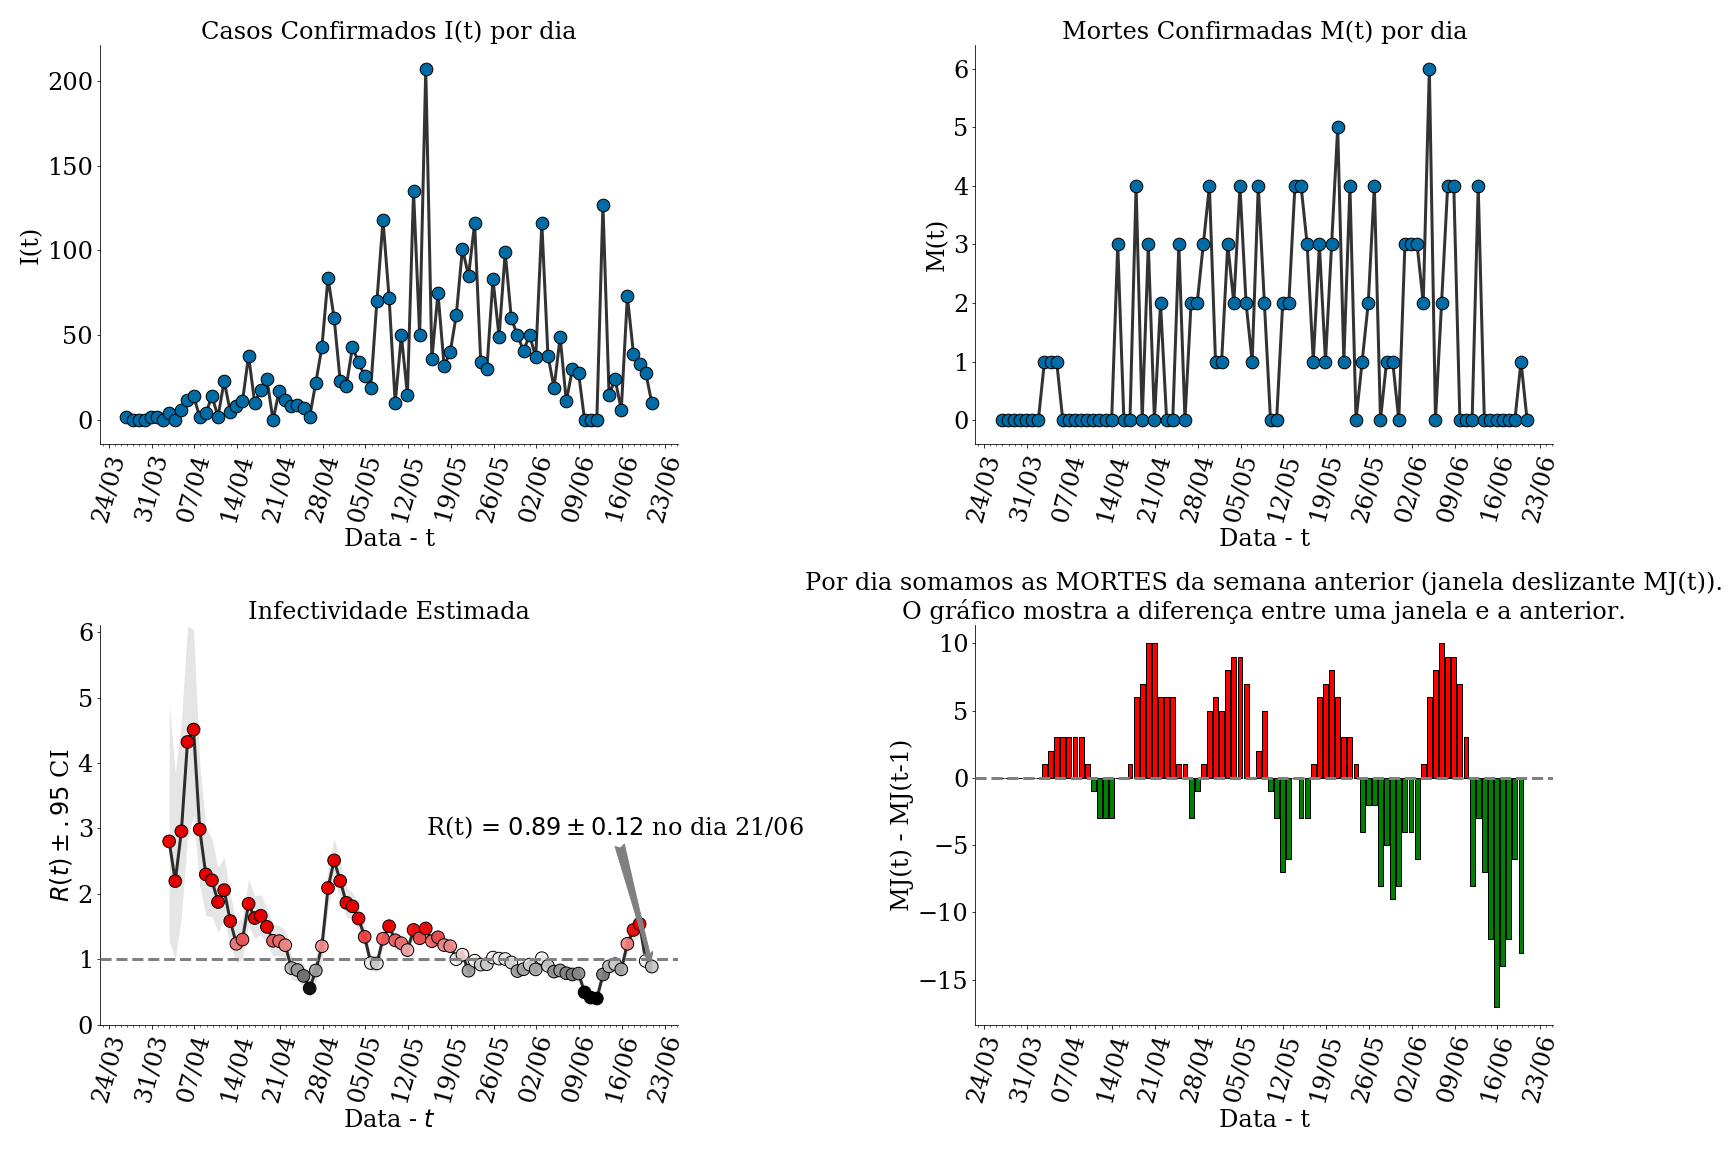 Casos Confirmados I(t) por dia
I(t)
200
150
100
50
0
24/03 31/03 07/04 14/04 21/04 28/04 05/05 12/05 19/05 26/05 02/06 09/06 16/06 23/06
Data - t
Mortes Confirmadas M(t) por dia
M(t)
6
5
4
3
2
1
0
24/03 31/03 07/04 14/04 21/04 28/04 05/05 12/05 19/05 26/05 02/06 09/06 16/06 23/06
Data - t
Infectividade Estimada
R(t) ± .95 CI
6
5
4
3
2
1
0
R(t) = 0.89 ± 0.12 no dia 21/06
24/03 31/03 07/04 14/04 21/04 28/04 05/05 12/05 19/05 26/05 02/06 09/06 16/06 23/06
Data - t
Por dia somamos as MORTES da semana anterior (janela deslizante MJ(t)).
O gráfico mostra a diferença entre uma janela e a anterior.
MJ(t) - MJ(t-1)
10
5
0
−5
−10
−15
24/03 31/03 07/04 14/04 21/04 28/04 05/05 12/05 19/05 26/05 02/06 09/06 16/06 23/06
Data - t